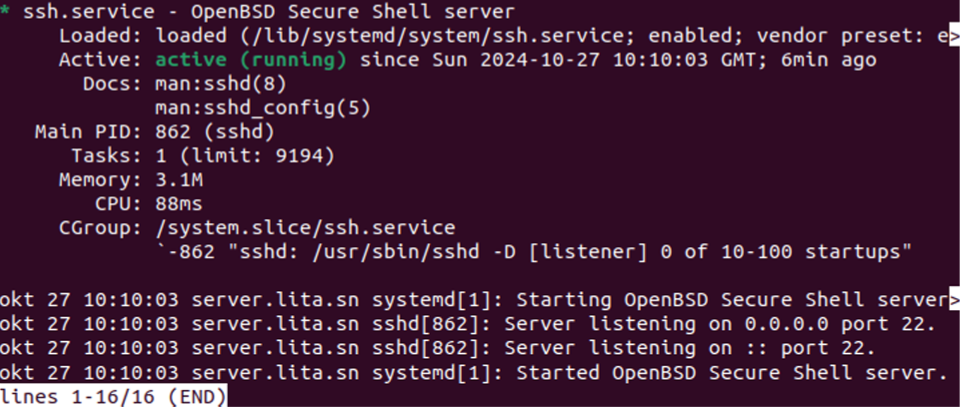 * ssh.service - OpenBSD Secure Shell server
     Loaded: loaded (/lib/systemd/system/ssh.service; enabled; vendor preset: e>
     Active: active (running) since Sun 2024-10-27 10:10:03 GMT; 6min ago
       Docs: man:sshd(8)
             man:sshd_config(5)
   Main PID: 862 (sshd)
      Tasks: 1 (limit: 9194)
     Memory: 3.1M
        CPU: 88ms
     CGroup: /system.slice/ssh.service
             `-862 "sshd: /usr/sbin/sshd -D [listener] 0 of 10-100 startups"

okt 27 10:10:03 server.lita.sn systemd[1]: Starting OpenBSD Secure Shell server>
okt 27 10:10:03 server.lita.sn sshd[862]: Server listening on 0.0.0.0 port 22.
okt 27 10:10:03 server.lita.sn sshd[862]: Server listening on :: port 22.
okt 27 10:10:03 server.lita.sn systemd[1]: Started OpenBSD Secure Shell server.
lines 1-16/16 (END)